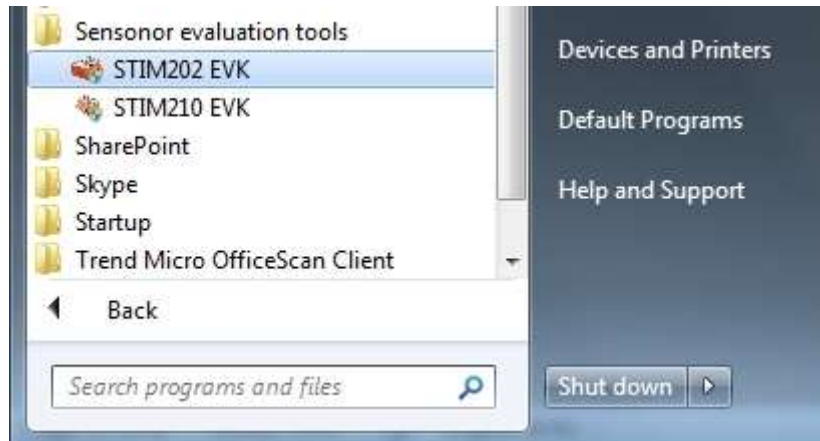 Sensonor evaluation tools
STIM202 EVK
STIM210 EVK
SharePoint
Skype
Startup
Trend Micro OfficeScan Client
Back
Search programs and files
Devices and Printers
Default Programs
Help and Support
Shut down